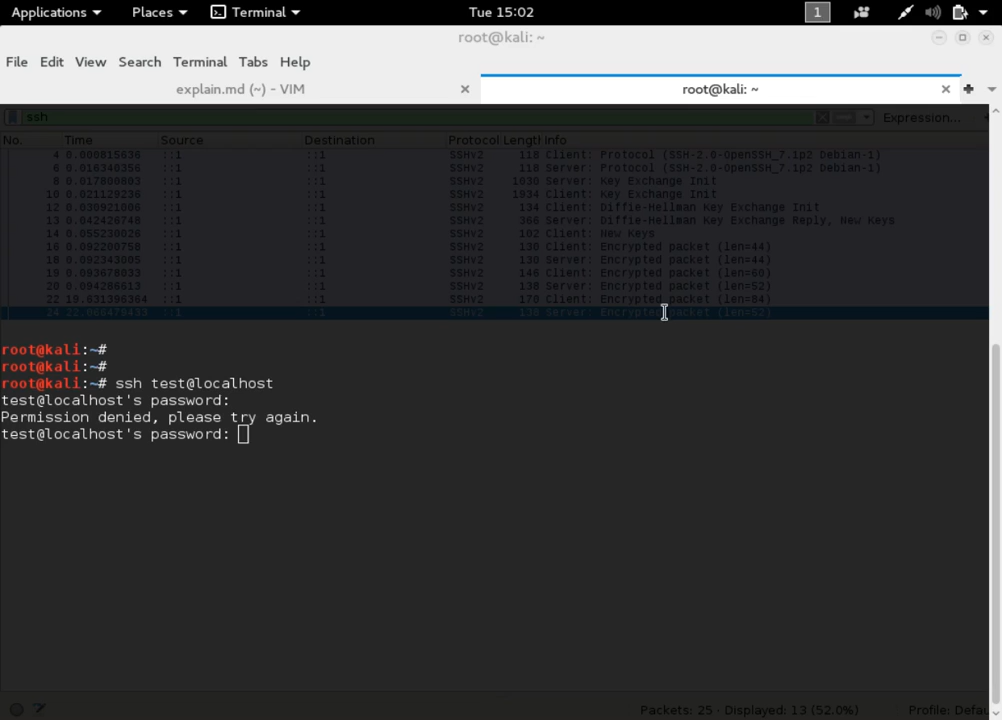 Applications Places Terminal Tue 15:02 1
root@kali: ~
File Edit View Search Terminal Tabs Help
explain.md (~) - VIM root@kali: ~
ssh Expression...
No. Time Source Destination Protocol Length Info
4 0.000815636 ::1 ::1 SSHv2 118 Client: Protocol (SSH-2.0-OpenSSH_7.1p2 Debian-1)
6 0.016340356 ::1 ::1 SSHv2 118 Server: Protocol (SSH-2.0-OpenSSH_7.1p2 Debian-1)
8 0.017800803 ::1 ::1 SSHv2 1030 Server: Key Exchange Init
10 0.021129236 ::1 ::1 SSHv2 1934 Client: Key Exchange Init
12 0.030921008 ::1 ::1 SSHv2 134 Client: Diffie-Hellman Key Exchange Init
13 0.042426748 ::1 ::1 SSHv2 366 Server: Diffie-Hellman Key Exchange Reply, New Keys
14 0.055230026 ::1 ::1 SSHv2 102 Client: New Keys
16 0.092200758 ::1 ::1 SSHv2 130 Client: Encrypted packet (len=44)
18 0.092343005 ::1 ::1 SSHv2 130 Server: Encrypted packet (len=44)
19 0.093678033 ::1 ::1 SSHv2 146 Client: Encrypted packet (len=60)
20 0.094286613 ::1 ::1 SSHv2 138 Server: Encrypted packet (len=52)
22 19.631396364 ::1 ::1 SSHv2 170 Client: Encrypted packet (len=84)
24 22.066479433 ::1 ::1 SSHv2 138 Server: Encrypted packet (len=52)
root@kali:~#
root@kali:~#
root@kali:~# ssh test@localhost
test@localhost's password:
Permission denied, please try again.
test@localhost's password:
Packets: 25 · Displayed: 13 (52.0%) Profile: Defau